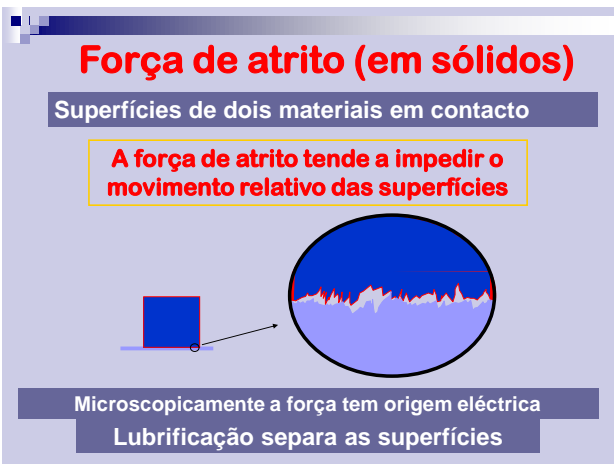 Força de atrito (em sólidos)
Superfícies de dois materiais em contacto
A força de atrito tende a impedir o
movimento relativo das superfícies
Microscopicamente a força tem origem eléctrica
Lubrificação separa as superfícies